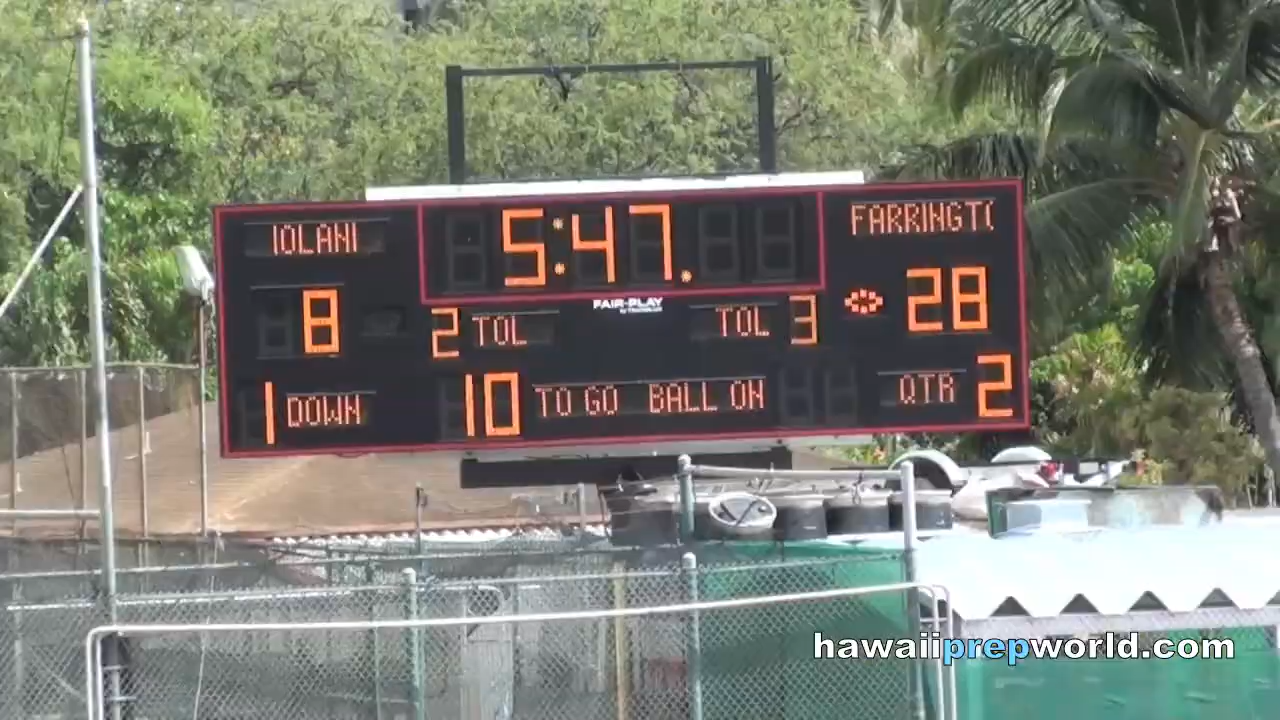 IOLANI 5:47. FARRINGT(
8 2 TOL FAIR-PLAY TOL 3 28
1 DOWN 10 TO GO BALL ON QTR 2
hawaiiprepworld.com